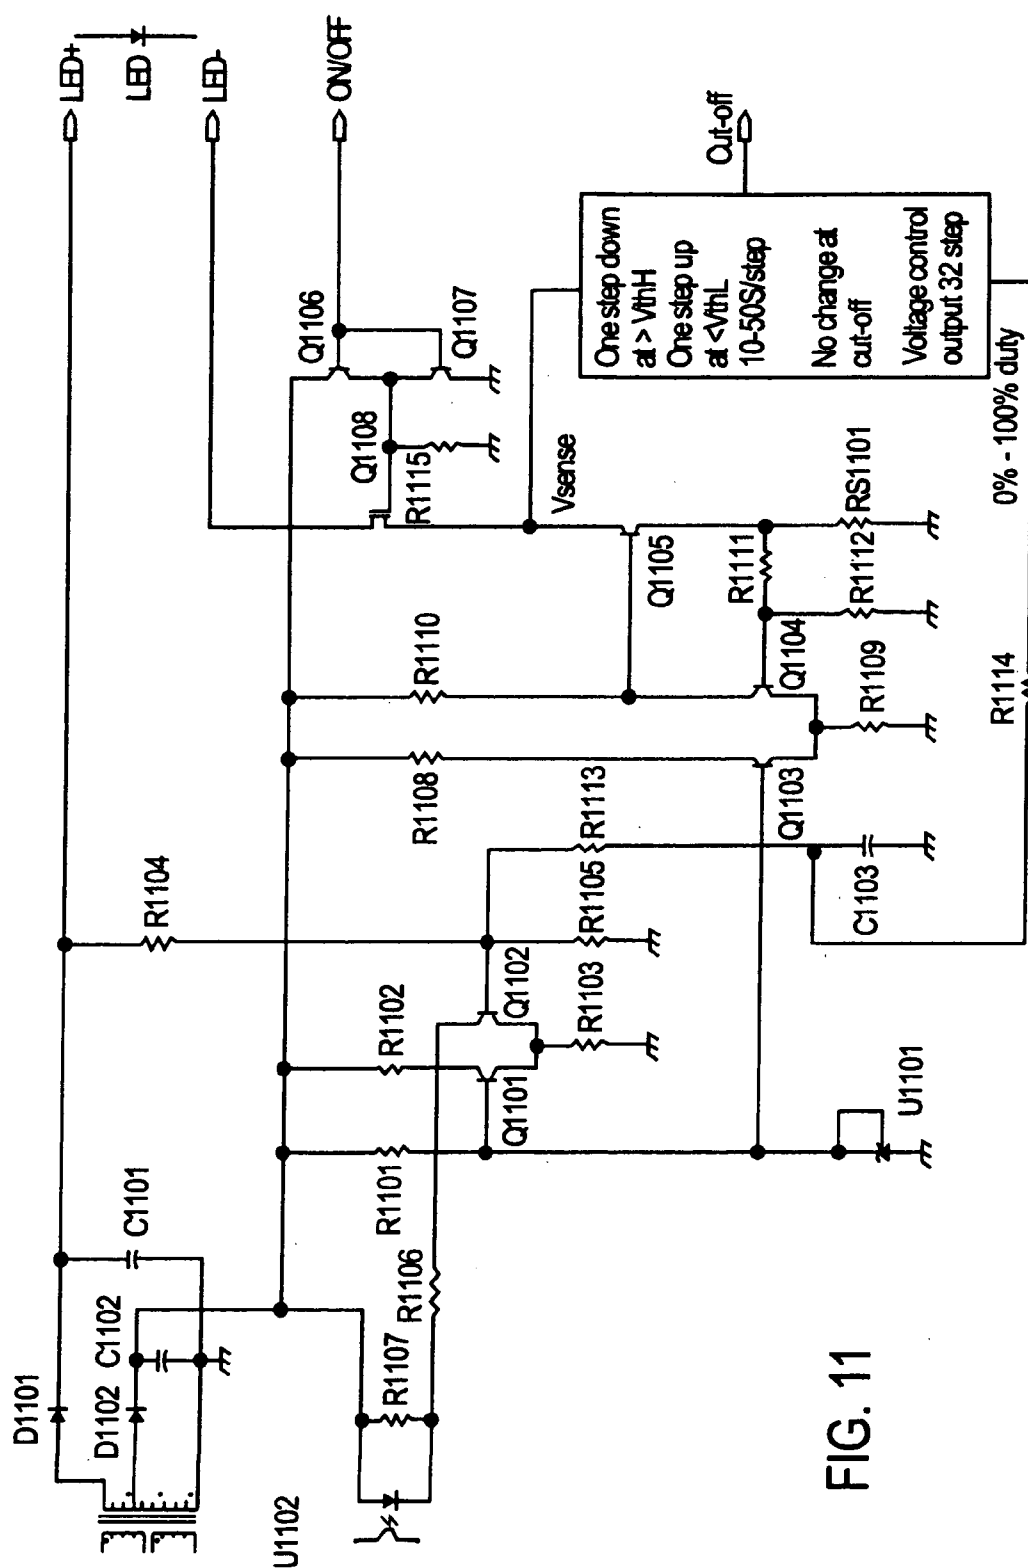 LED+
LED
LED-
ON/OFF
Cut-off
D1101
D1102
C1102
C1101
U1102
R1107
R1106
R1101
R1102
R1104
Q1101
Q1102
R1103
R1105
R1113
C1103
U1101
R1108
R1110
Q1103
Q1104
R1109
R1111
R1112
RS1101
Q1105
Vsense
R1115
Q1108
Q1106
Q1107
One step down
at > VthH
One step up
at <VthL
10-50S/step
No change at
cut-off
Voltage control
output 32 step
0% - 100% duty
R1114
FIG. 11